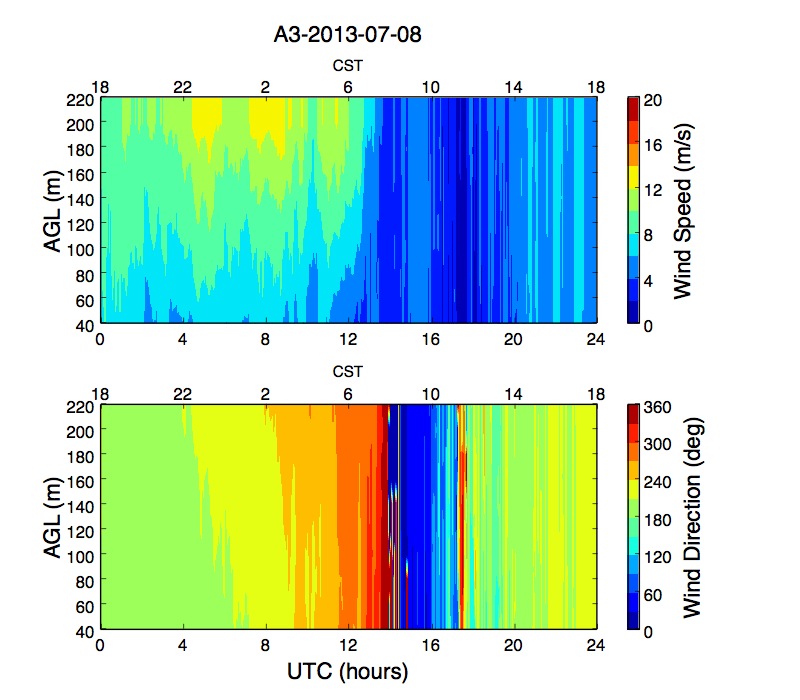 A3-2013-07-08
CST
18 22 2 6 10 14 18
220 200 180 160 140 120 100 80 60 40
AGL (m)
0 4 8 12 16 20 24
20 16 12 8 4 0
Wind Speed (m/s)
CST
18 22 2 6 10 14 18
220 200 180 160 140 120 100 80 60 40
AGL (m)
0 4 8 12 16 20 24
UTC (hours)
360 300 240 180 120 60 0
Wind Direction (deg)